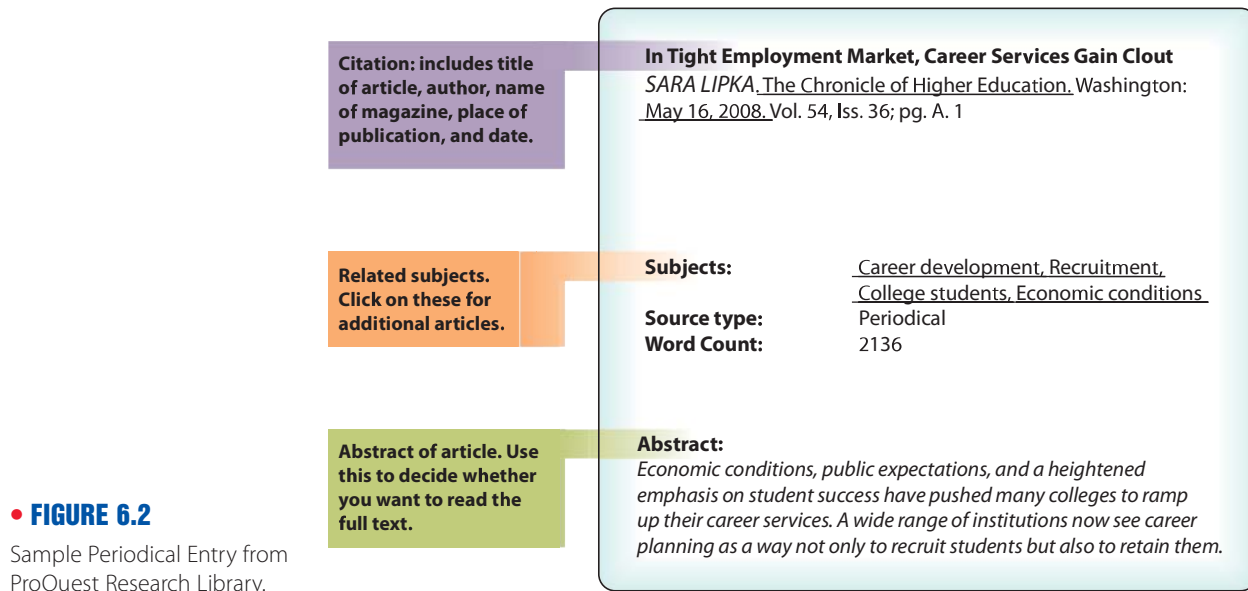 Citation: includes title
of article, author, name
of magazine, place of
publication, and date.
In Tight Employment Market, Career Services Gain Clout
SARA LIPKA. The Chronicle of Higher Education. Washington:
May 16, 2008. Vol. 54, Iss. 36; pg. A. 1
Related subjects.
Click on these for
additional articles.
Subjects: Career development, Recruitment,
College students, Economic conditions
Source type: Periodical
Word Count: 2136
Abstract of article. Use
this to decide whether
you want to read the
full text.
Abstract:
Economic conditions, public expectations, and a heightened
emphasis on student success have pushed many colleges to ramp
up their career services. A wide range of institutions now see career
planning as a way not only to recruit students but also to retain them.
• FIGURE 6.2
Sample Periodical Entry from
ProQuest Research Library.